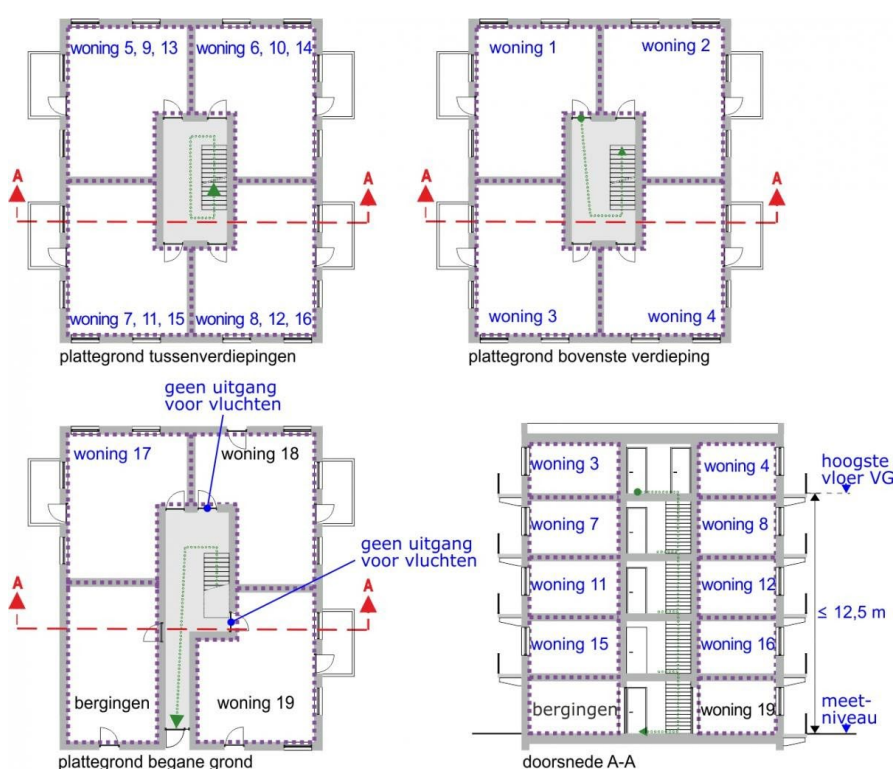 woning 5, 9, 13
woning 6, 10, 14
A
A
woning 7, 11, 15
woning 8, 12, 16
plattegrond tussenverdiepingen
woning 1
woning 2
A
A
woning 3
woning 4
plattegrond bovenste verdieping
geen uitgang
voor vluchten
woning 17
woning 18
geen uitgang
voor vluchten
A
A
bergingen
woning 19
plattegrond begane grond
woning 3
woning 4
hoogste
vloer VG
woning 7
woning 8
woning 11
woning 12
≤ 12,5 m
woning 15
woning 16
bergingen
woning 19
meet-
niveau
doorsnede A-A